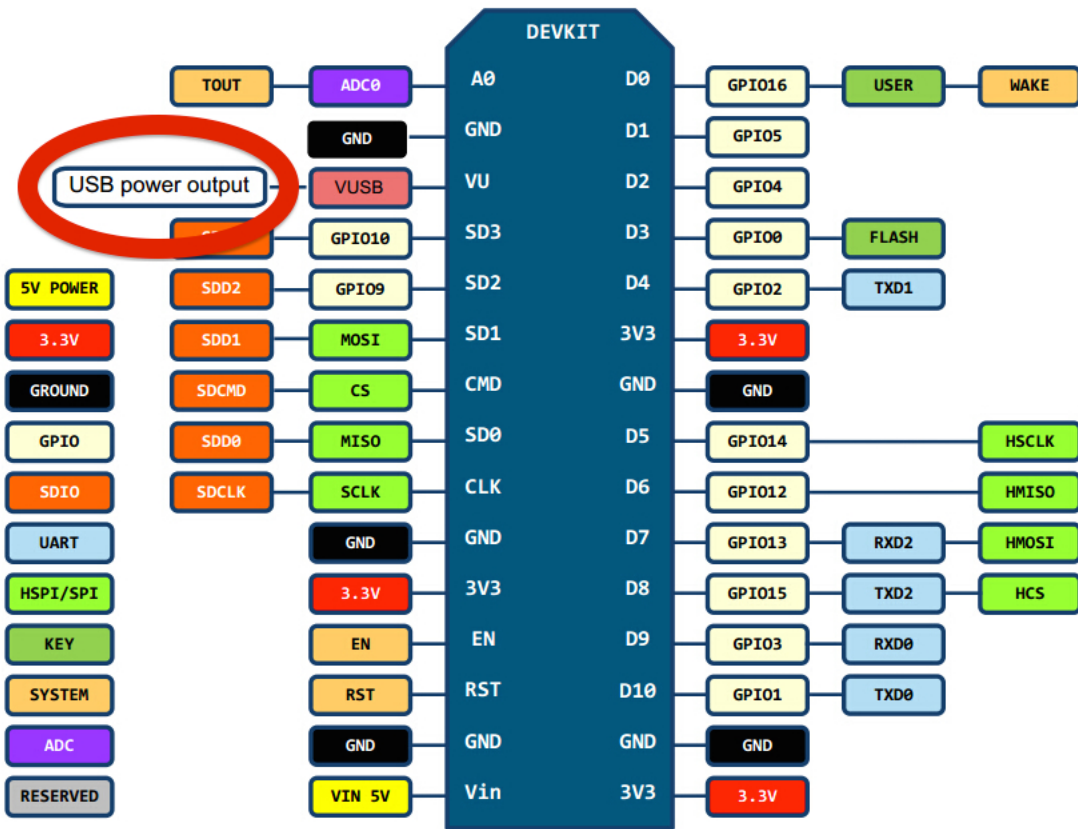 DEVKIT
TOUT ADC0 A0 D0 GPIO16 USER WAKE
GND GND D1 GPIO5
USB power output VUSB VU D2 GPIO4
GPIO10 SD3 D3 GPIO0 FLASH
5V POWER SDD2 GPIO9 SD2 D4 GPIO2 TXD1
3.3V SDD1 MOSI SD1 3V3 3.3V
GROUND SDCMD CS CMD GND GND
GPIO SDD0 MISO SD0 D5 GPIO14 HSCLK
SDIO SDCLK SCLK CLK D6 GPIO12 HMISO
UART GND GND D7 GPIO13 RXD2 HMOSI
HSPI/SPI 3.3V 3V3 D8 GPIO15 TXD2 HCS
KEY EN EN D9 GPIO3 RXD0
SYSTEM RST RST D10 GPIO1 TXD0
ADC GND GND GND GND
RESERVED VIN 5V Vin 3V3 3.3V